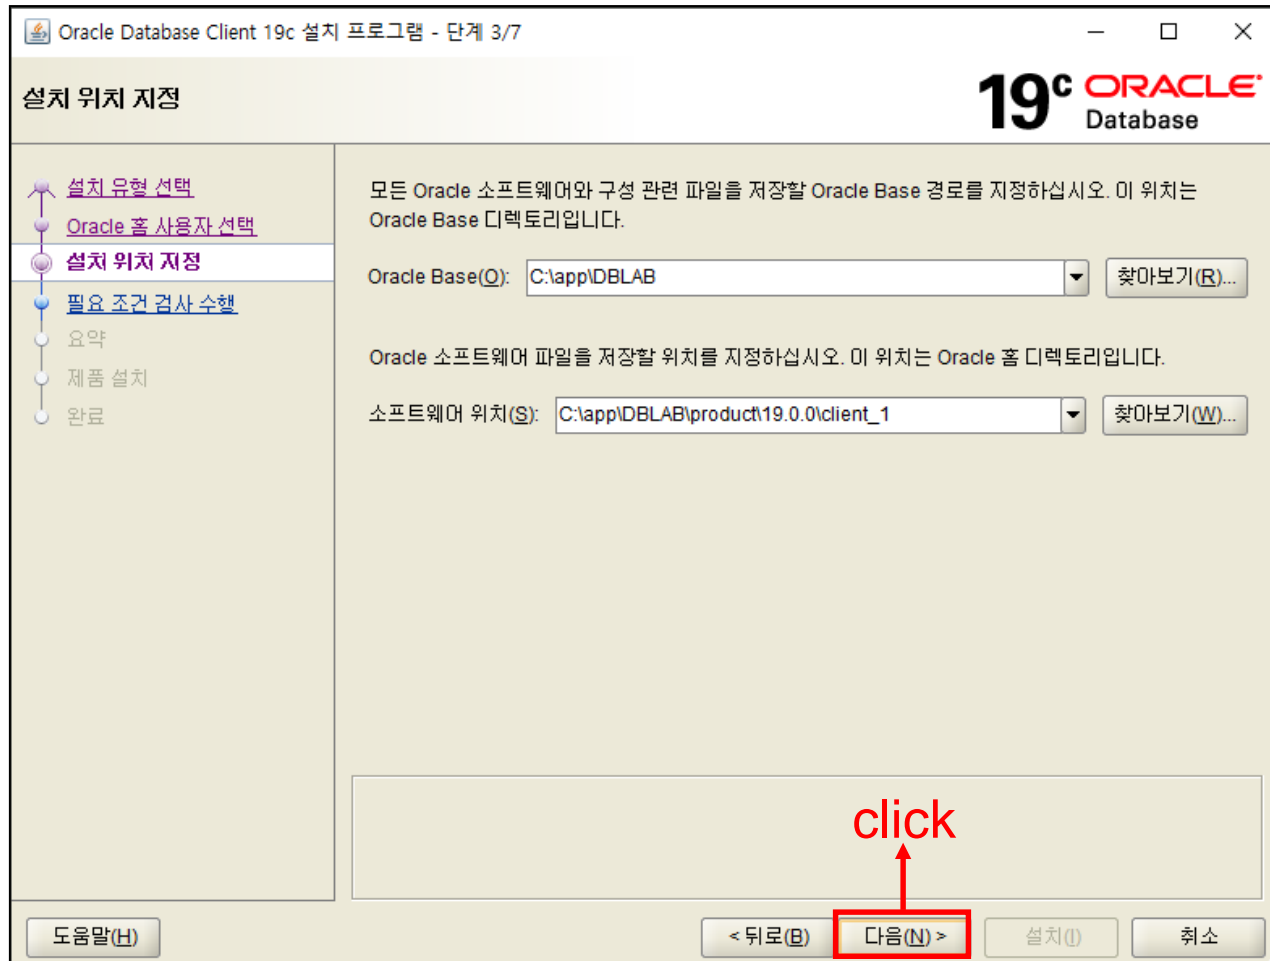 Oracle Database Client 19c 설치 프로그램 - 단계 3/7
설치 위치 지정
19c ORACLE
Database
설치 유형 선택
Oracle 홈 사용자 선택
설치 위치 지정
필요 조건 검사 수행
요약
제품 설치
완료
모든 Oracle 소프트웨어와 구성 관련 파일을 저장할 Oracle Base 경로를 지정하십시오. 이 위치는
Oracle Base 디렉토리입니다.
Oracle Base(O): C:\app\DBLAB 찾아보기(R)...
Oracle 소프트웨어 파일을 저장할 위치를 지정하십시오. 이 위치는 Oracle 홈 디렉토리입니다.
소프트웨어 위치(S): C:\app\DBLAB\product\19.0.0\client_1 찾아보기(W)...
click
도움말(H) < 뒤로(B) 다음(N) > 설치(I) 취소